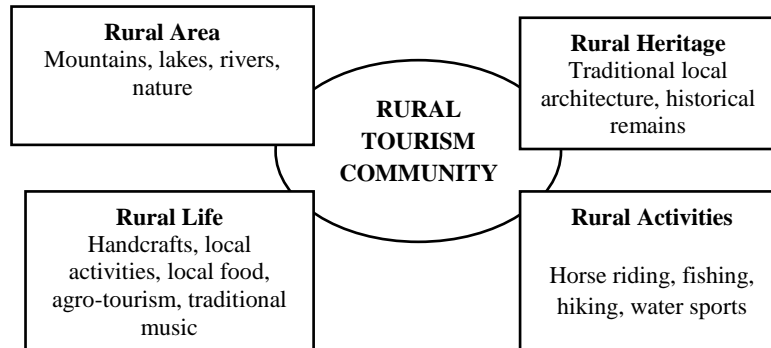 Rural Area
Mountains, lakes, rivers,
nature
Rural Heritage
Traditional local
architecture, historical
remains
RURAL
TOURISM
COMMUNITY
Rural Life
Handcrafts, local
activities, local food,
agro-tourism, traditional
music
Rural Activities
Horse riding, fishing,
hiking, water sports